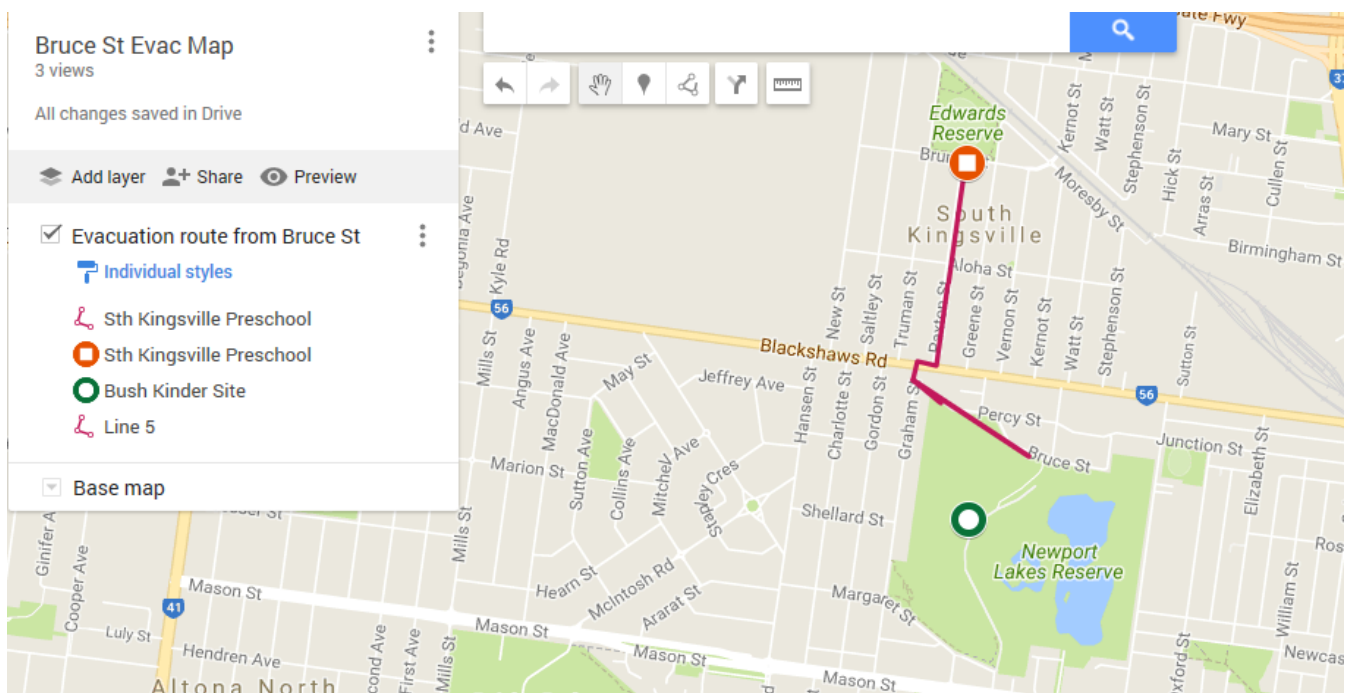 Bruce St Evac Map
3 views
All changes saved in Drive
Add layer Share Preview
Evacuation route from Bruce St
Individual styles
Sth Kingsville Preschool
Sth Kingsville Preschool
Bush Kinder Site
Line 5
Base map
Edwards
Reserve
South
Kingsville
Kernot St
Watt St
Stephenson St
Hick St
Mary St
Cullen St
Arras St
Moresby St
Birmingham St
Aloha St
Kyle Rd
56
New St
Saltley St
Truman St
Paxton St
Greene St
Vernon St
Kernot St
Watt St
Stephenson St
Sutton St
Blackshaws Rd
56
Mills St
Angus Ave
MacDonald Ave
May St
Jeffrey Ave
Hansen St
Charlotte St
Gordon St
Graham St
Percy St
Junction St
Bruce St
Elizabeth St
Marion St
Sutton Ave
Collins Ave
Mitchell Ave
Stapley Cres
Shellard St
Newport
Lakes Reserve
Mills St
Cooper Ave
Mason St
41
Luly St
Hendren Ave
Hearn St
McIntosh Rd
Ararat St
Margaret St
William St
Mason St
Mason St
Mason St
First Ave
Mills St
Altona North